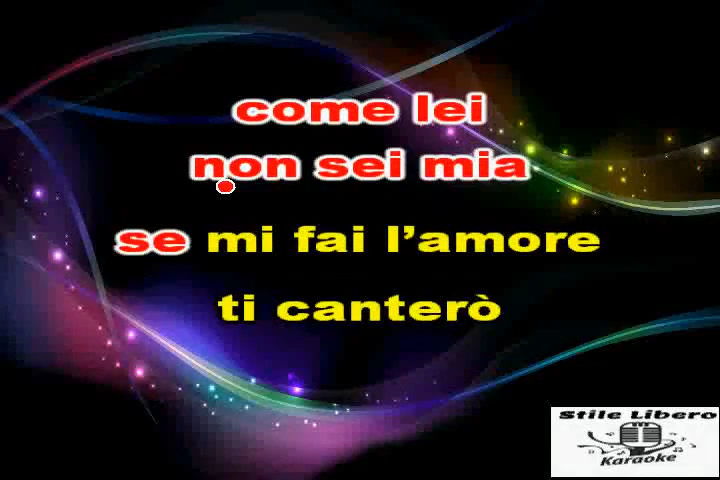 come lei
non sei mia
se mi fai l'amore
ti canterò
Stile Libero
Karaoke